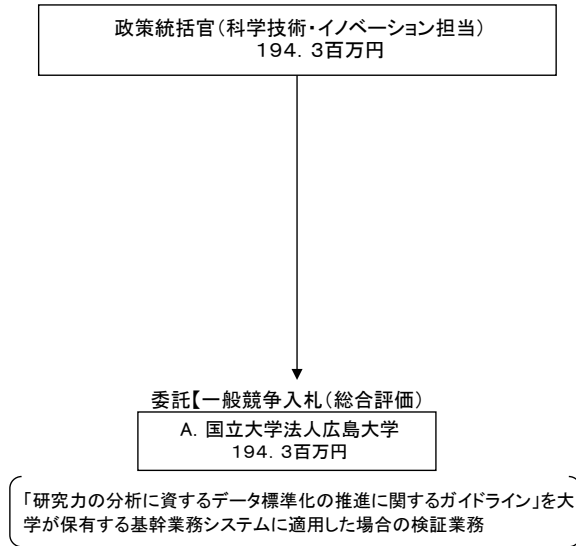 政策統括官(科学技術・イノベーション担当)
194．3百万円
委託【一般競争入札(総合評価)
A．国立大学法人広島大学
194．3百万円
「研究力の分析に資するデータ標準化の推進に関するガイドライン」を大
学が保有する基幹業務システムに適用した場合の検証業務